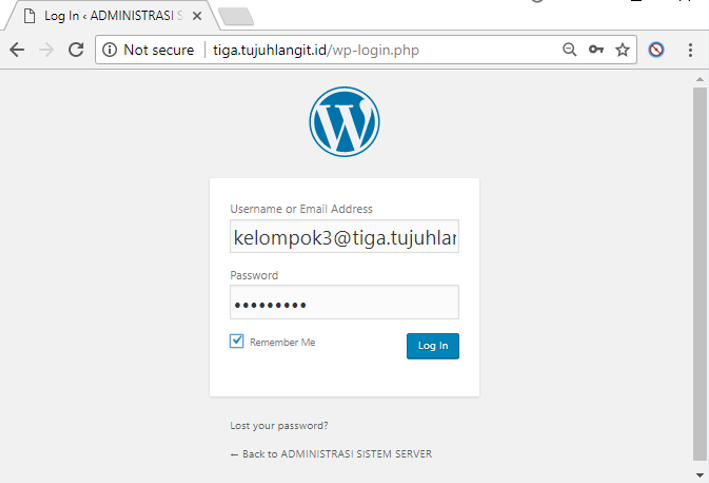 Log In ‹ ADMINISTRASI S
Not secure | tiga.tujuhlangit.id/wp-login.php
Username or Email Address
kelompok3@tiga.tujuhlan
Password
•••••••••
Remember Me
Log In
Lost your password?
← Back to ADMINISTRASI SISTEM SERVER